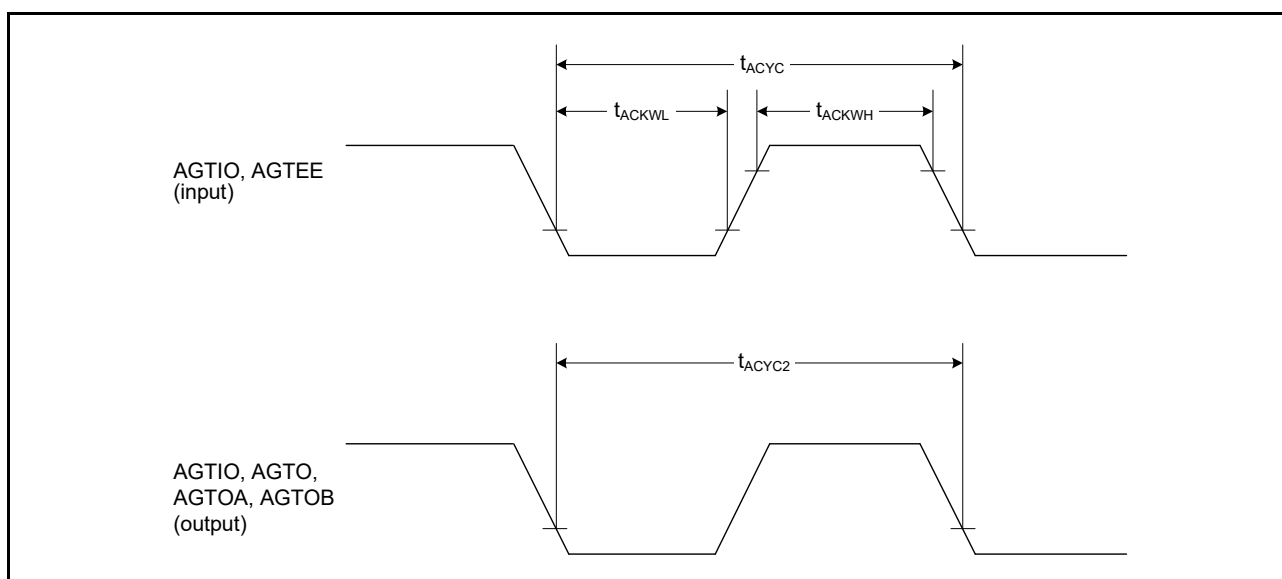 tACYC
tACKWL
tACKWH
AGTIO, AGTEE
(input)
tACYC2
AGTIO, AGTO,
AGTOA, AGTOB
(output)